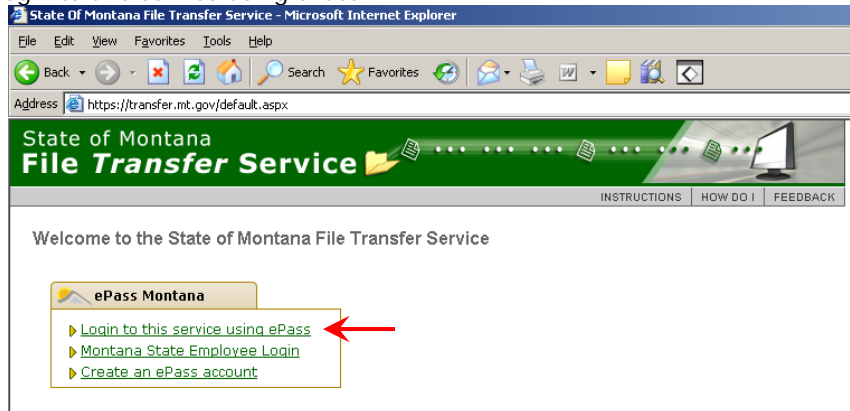 State Of Montana File Transfer Service - Microsoft Internet Explorer
File Edit View Favorites Tools Help
Back Search Favorites
Address https://transfer.mt.gov/default.aspx
State of Montana
File Transfer Service
INSTRUCTIONS HOW DO I FEEDBACK
Welcome to the State of Montana File Transfer Service
ePass Montana
Login to this service using ePass
Montana State Employee Login
Create an ePass account